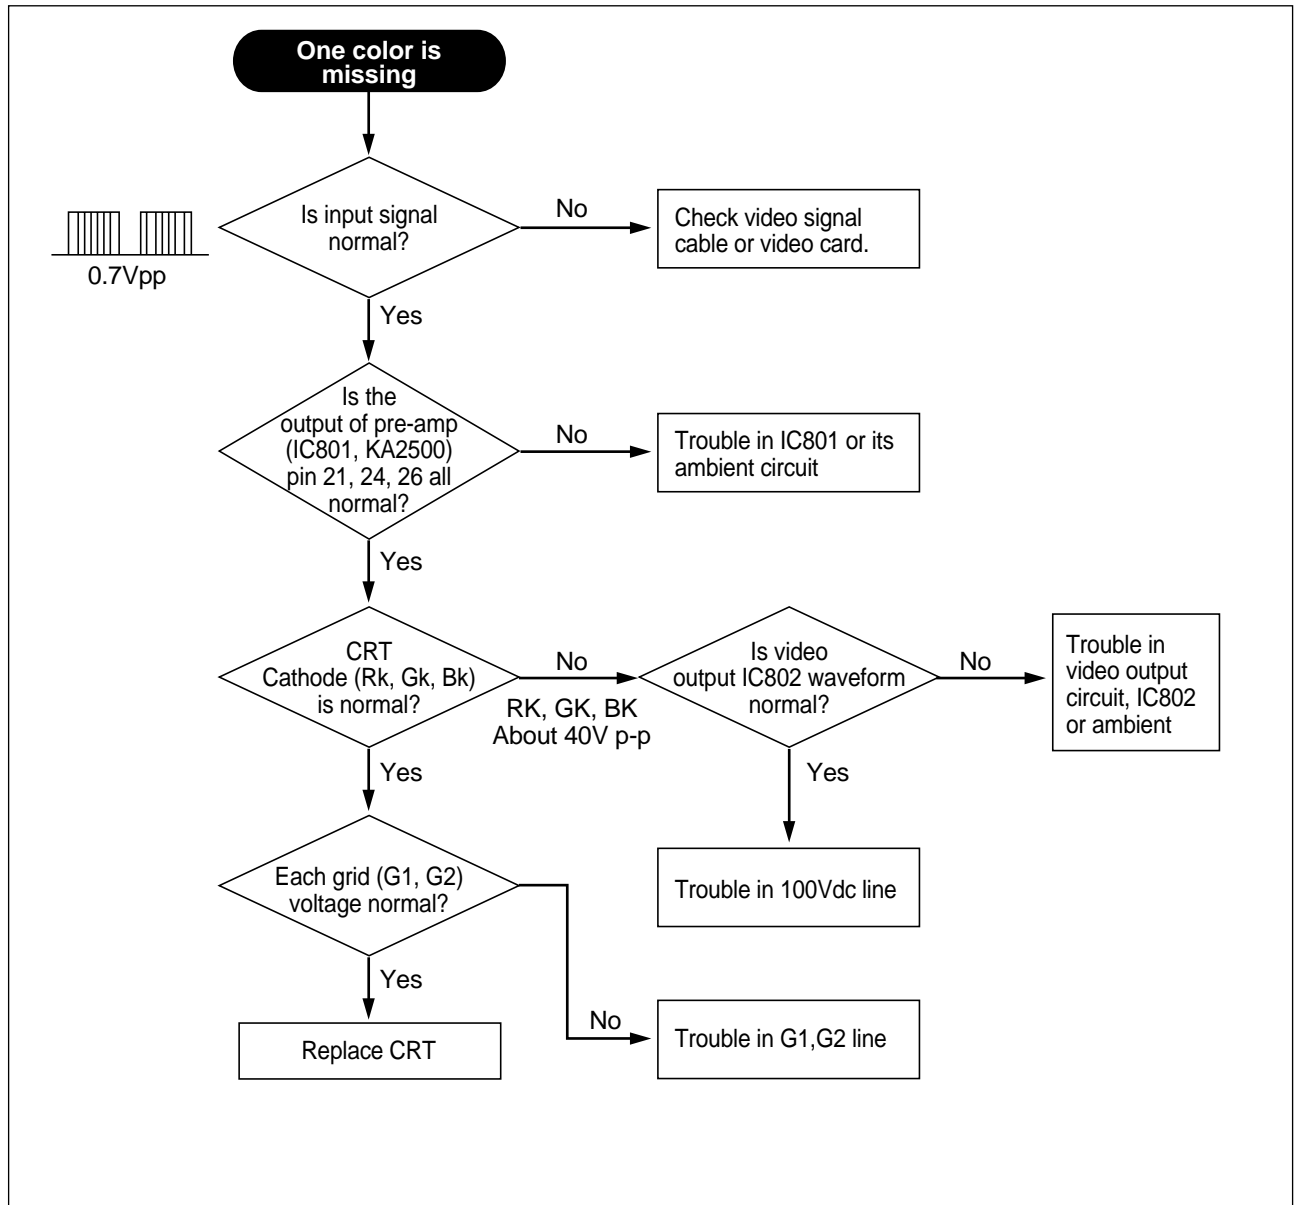 One color is
missing
Is input signal
normal?
0.7Vpp
No
Check video signal
cable or video card.
Yes
Is the
output of pre-amp
(IC801, KA2500)
pin 21, 24, 26 all
normal?
No
Trouble in IC801 or its
ambient circuit
Yes
CRT
Cathode (Rk, Gk, Bk)
is normal?
No
RK, GK, BK
About 40V p-p
Is video
output IC802 waveform
normal?
No
Trouble in
video output
circuit, IC802
or ambient
Yes
Trouble in 100Vdc line
Yes
Each grid (G1, G2)
voltage normal?
No
Trouble in G1,G2 line
Yes
Replace CRT